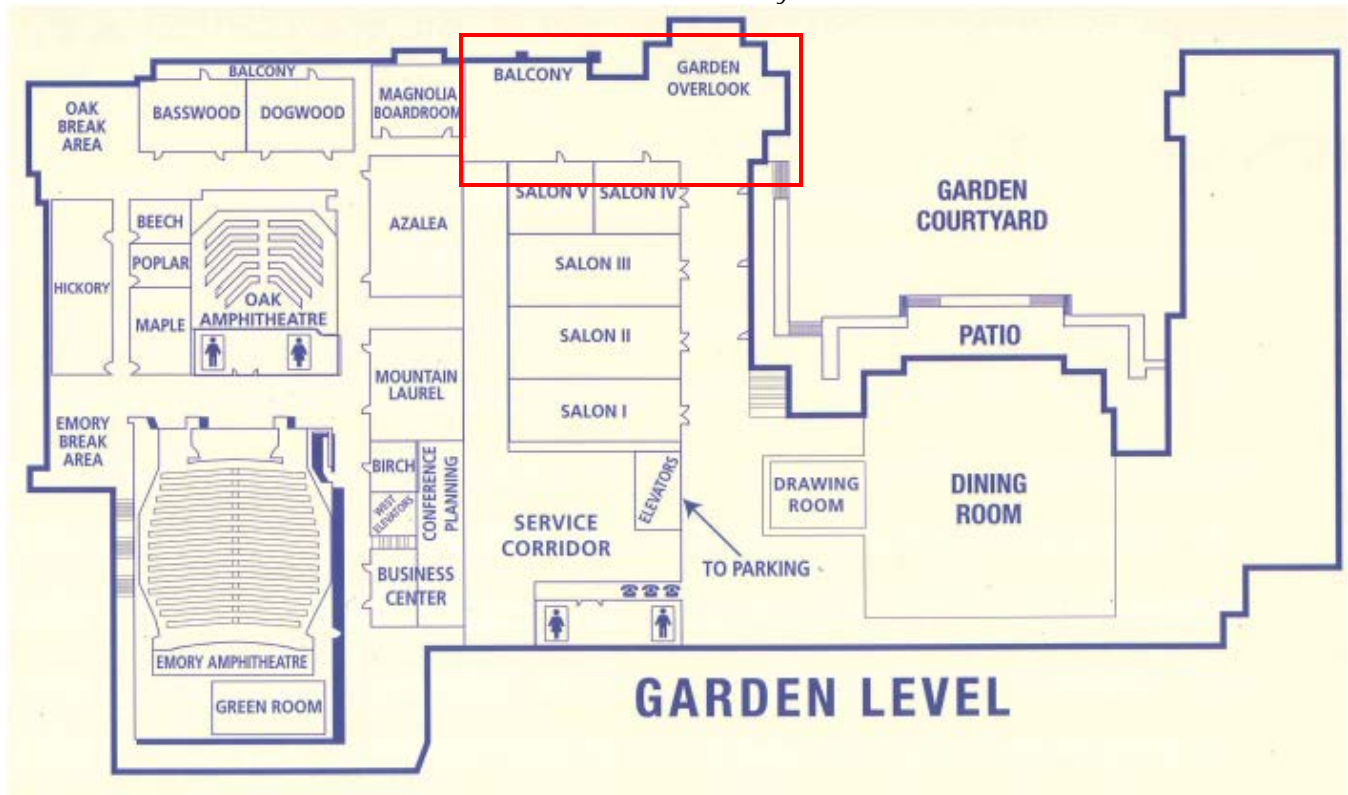 BALCONY
BALCONY
GARDEN
OVERLOOK
OAK
BREAK
AREA
BASSWOOD
DOGWOOD
MAGNOLIA
BOARDROOM
SALON V
SALON IV
GARDEN
COURTYARD
BEECH
AZALEA
POPLAR
SALON III
HICKORY
OAK
AMPHITHEATRE
MAPLE
SALON II
PATIO
MOUNTAIN
LAUREL
SALON I
EMORY
BREAK
AREA
BIRCH
CONFERENCE
PLANNING
WEST
ELEVATORS
ELEVATORS
DRAWING
ROOM
DINING
ROOM
SERVICE
CORRIDOR
TO PARKING
BUSINESS
CENTER
EMORY AMPHITHEATRE
GREEN ROOM
GARDEN LEVEL